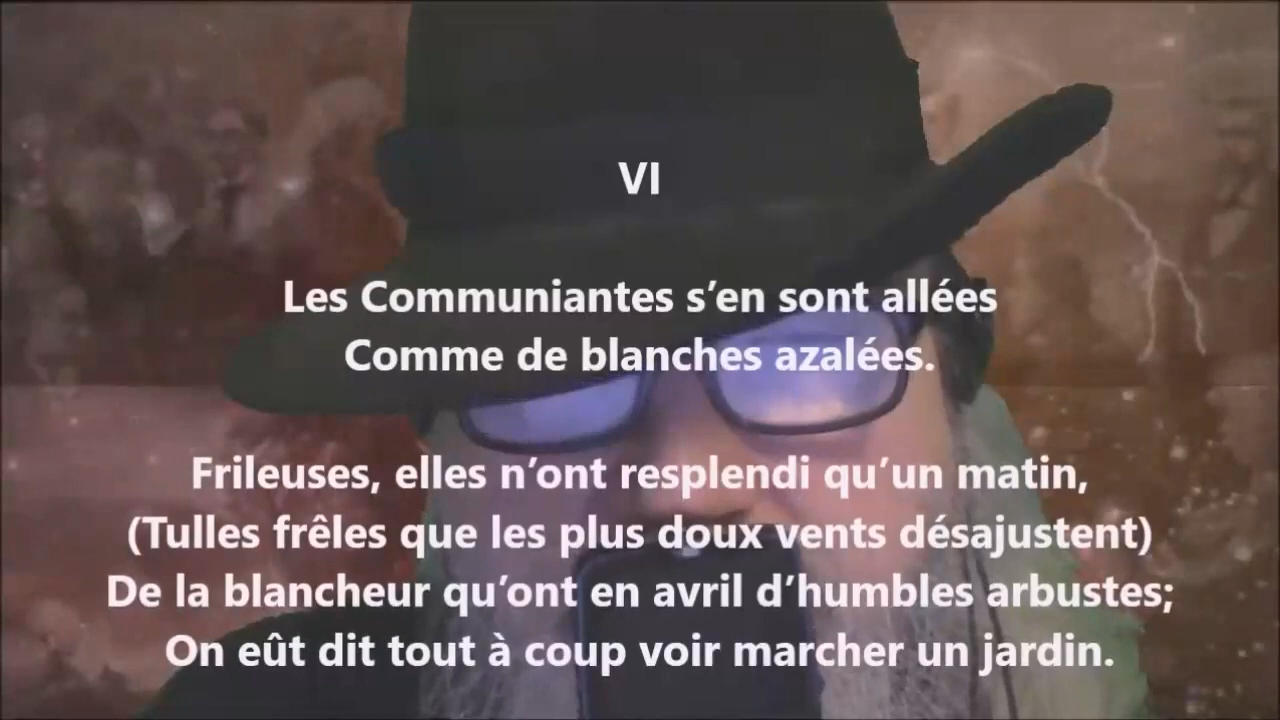 VI
Les Communiantes s’en sont allées
Comme de blanches azalées.
Frileuses, elles n’ont resplendi qu’un matin,
(Tulles frêles que les plus doux vents désajustent)
De la blancheur qu’ont en avril d’humbles arbustes;
On eût dit tout à coup voir marcher un jardin.